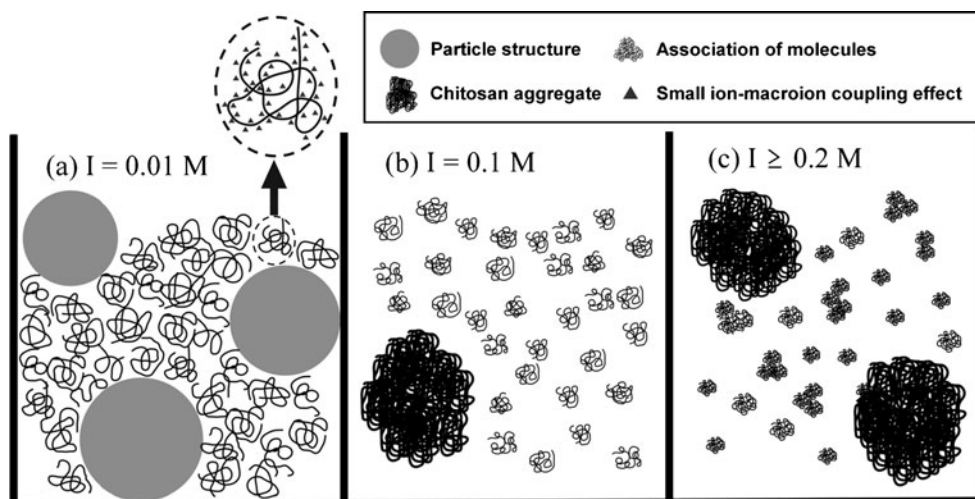 Particle structure
Association of molecules
Chitosan aggregate
Small ion-macroion coupling effect
(a) I = 0.01 M
(b) I = 0.1 M
(c) I ≥ 0.2 M